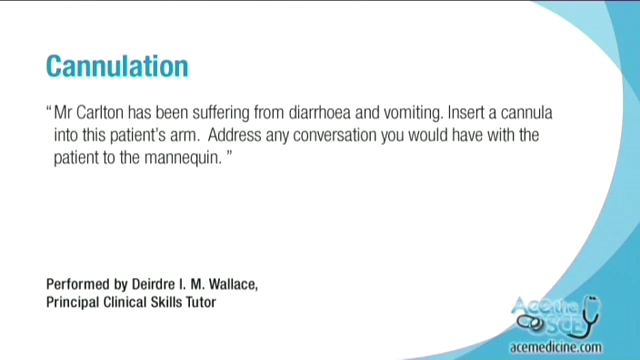 Cannulation
“ Mr Carlton has been suffering from diarrhoea and vomiting. Insert a cannula
into this patient’s arm.  Address any conversation you would have with the
patient to the mannequin. ”
Performed by Deirdre I. M. Wallace,
Principal Clinical Skills Tutor
Ace the
OSCE
acemedicine.com